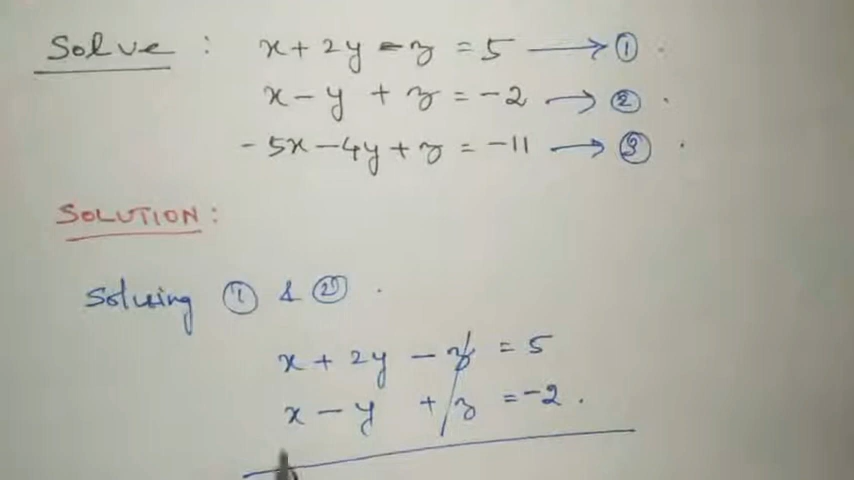 Solve : x + 2y - z = 5 ⟶ ①
x - y + z = -2 ⟶ ②
- 5x - 4y + z = -11 ⟶ ③
SOLUTION :
Solving ① & ② .
x + 2y - z = 5
x - y + z = -2 .